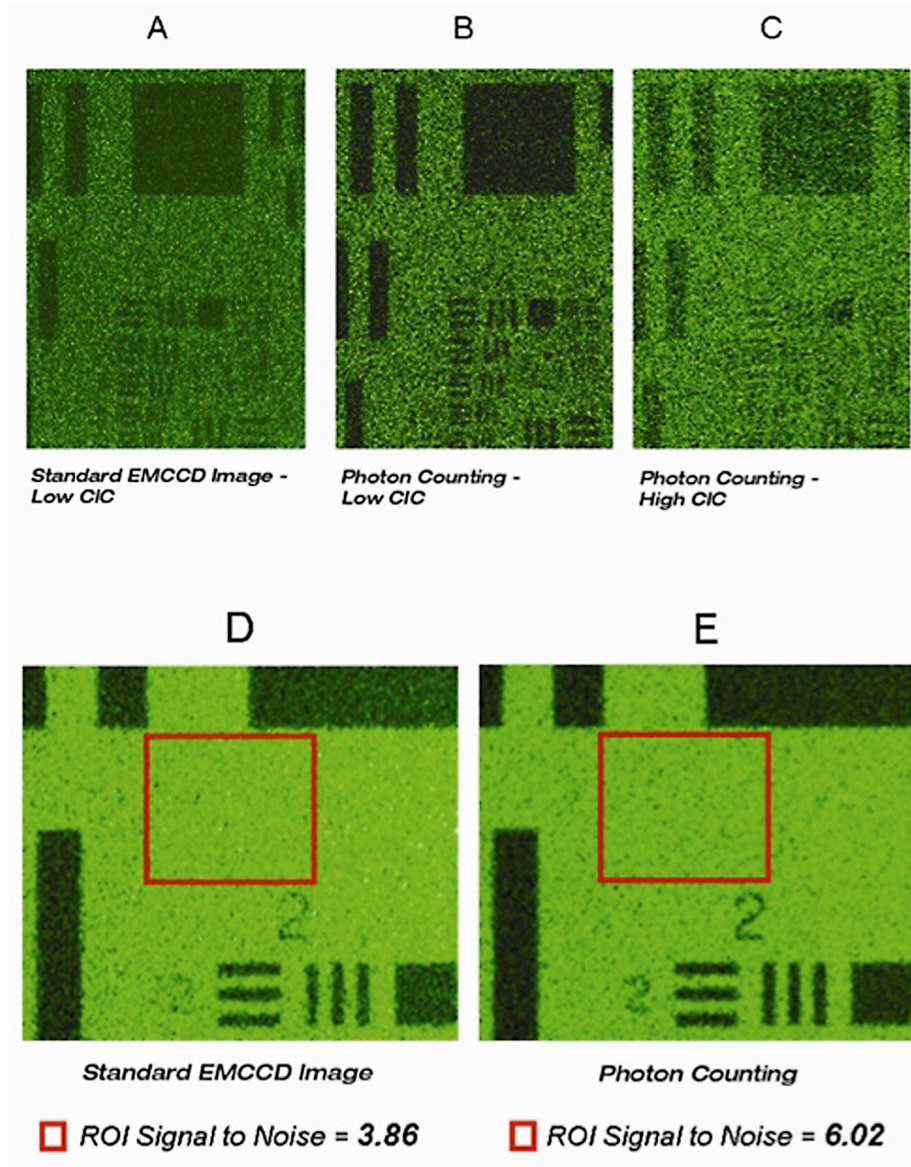 A
B
C
Standard EMCCD Image -
Low CIC
Photon Counting -
Low CIC
Photon Counting -
High CIC
D
E
2
2
2
Standard EMCCD Image
Photon Counting
ROI Signal to Noise = 3.86
ROI Signal to Noise = 6.02